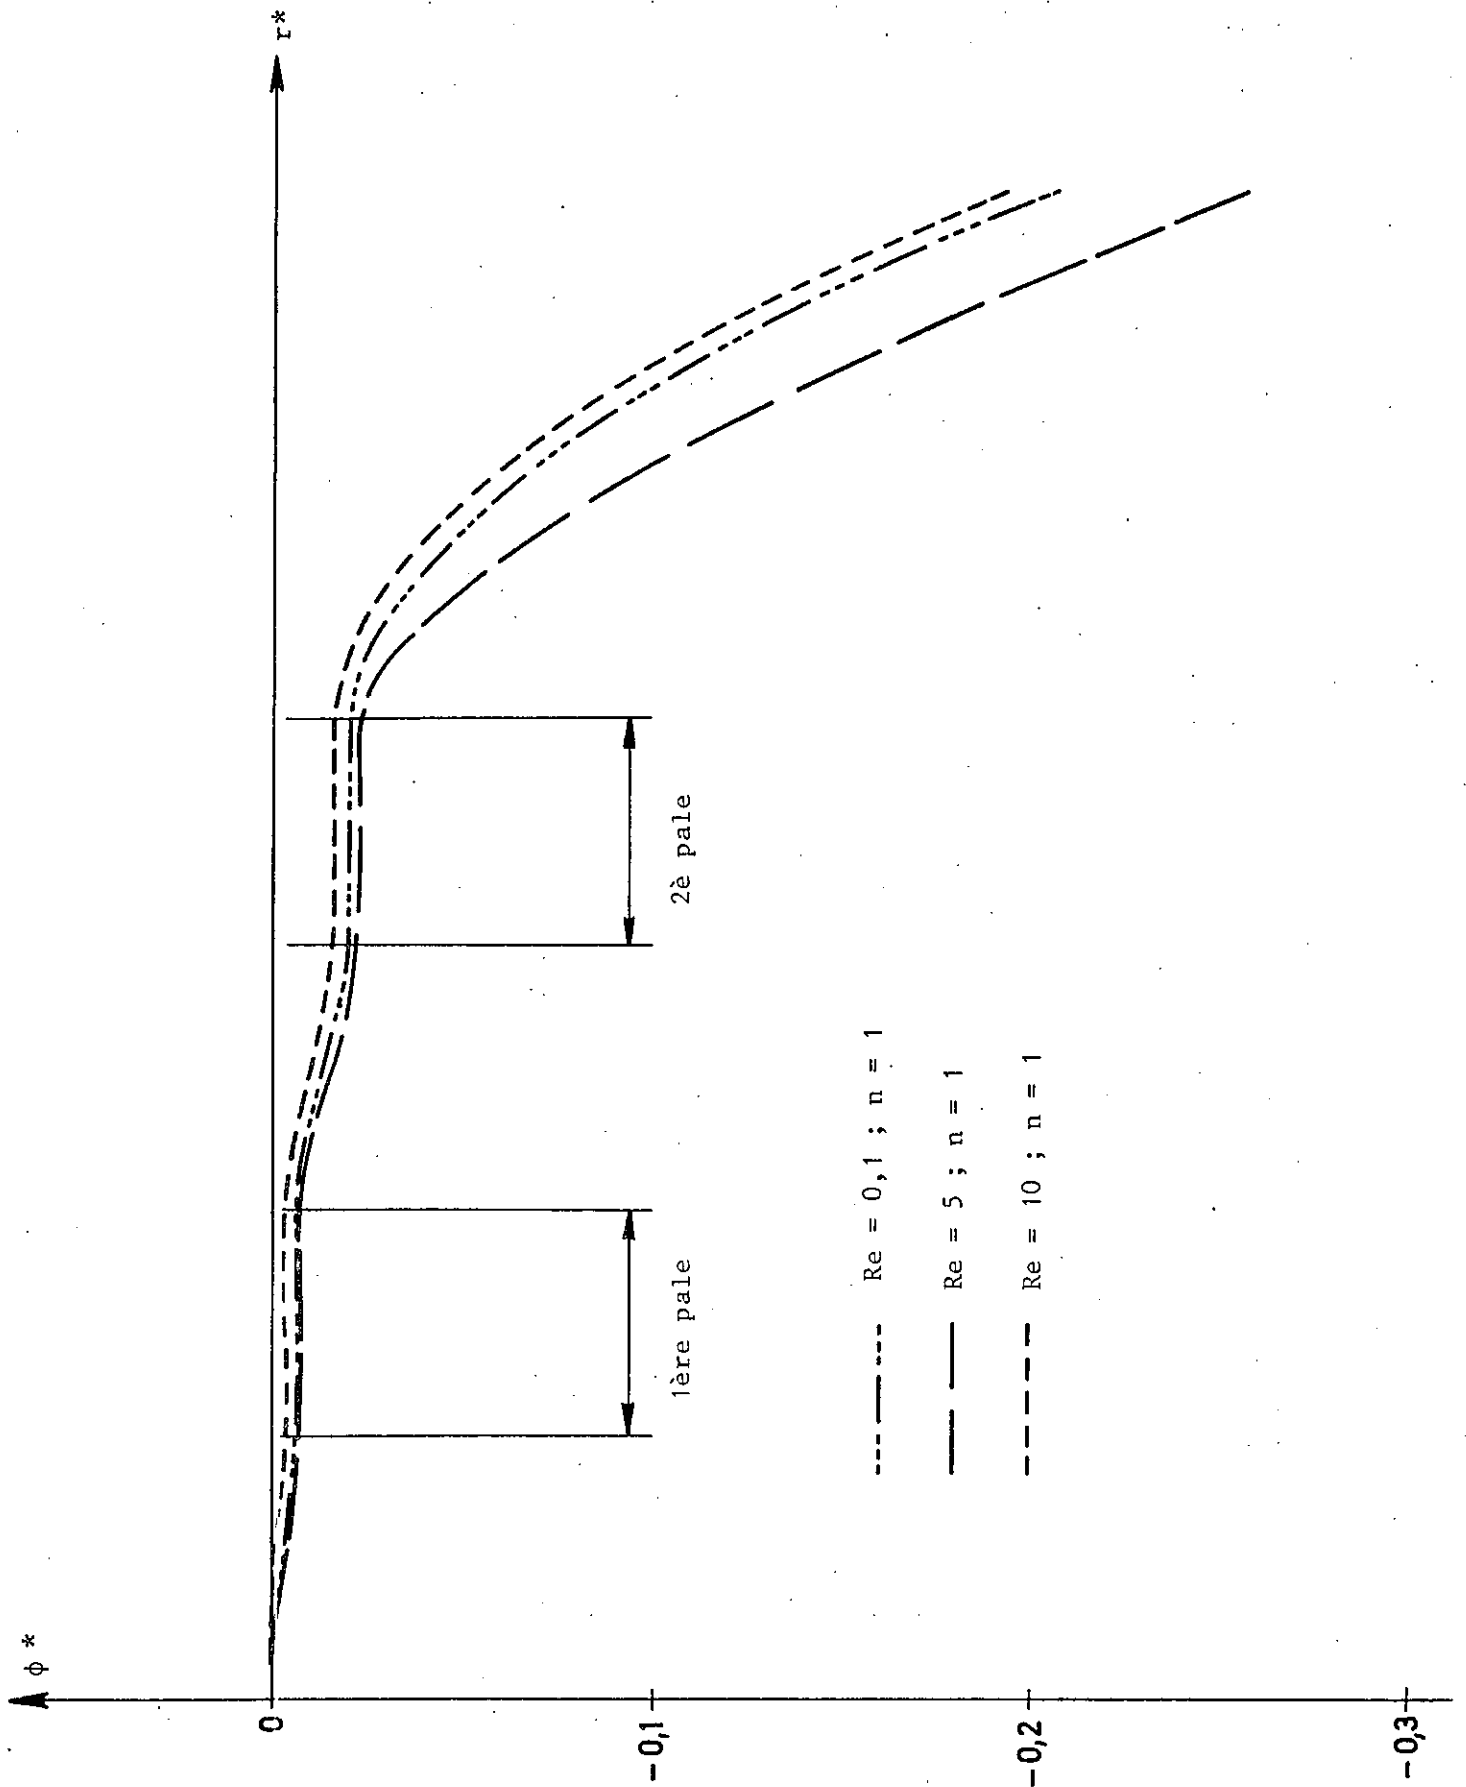 ϕ *
r*
0
-0,1
-0,2
-0,3
1ère pale
2è pale
Re = 0,1 ; n = 1
Re = 5 ; n = 1
Re = 10 ; n = 1